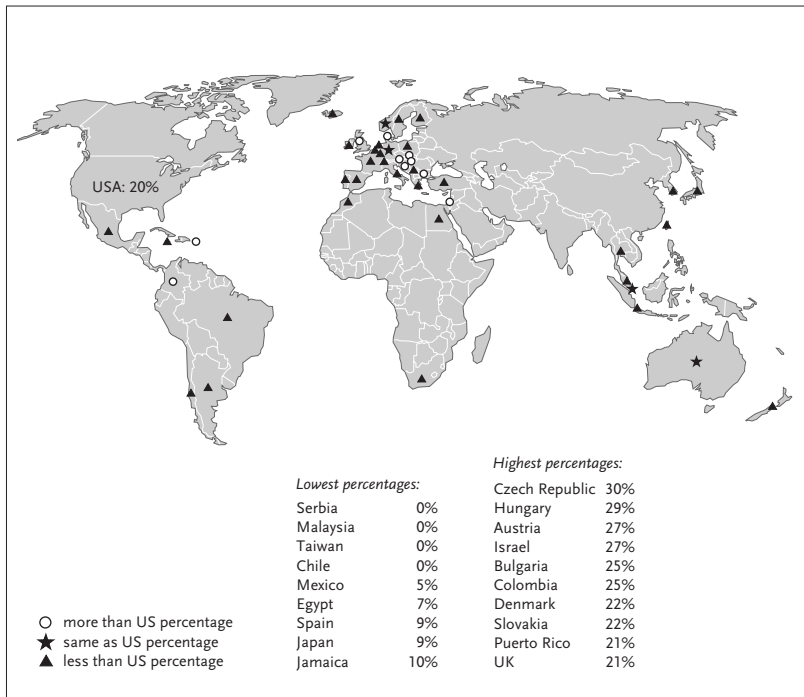 USA: 20%
Lowest percentages:
Serbia 0%
Malaysia 0%
Taiwan 0%
Chile 0%
Mexico 5%
Egypt 7%
Spain 9%
Japan 9%
Jamaica 10%
Highest percentages:
Czech Republic 30%
Hungary 29%
Austria 27%
Israel 27%
Bulgaria 25%
Colombia 25%
Denmark 22%
Slovakia 22%
Puerto Rico 21%
UK 21%
more than US percentage
same as US percentage
less than US percentage